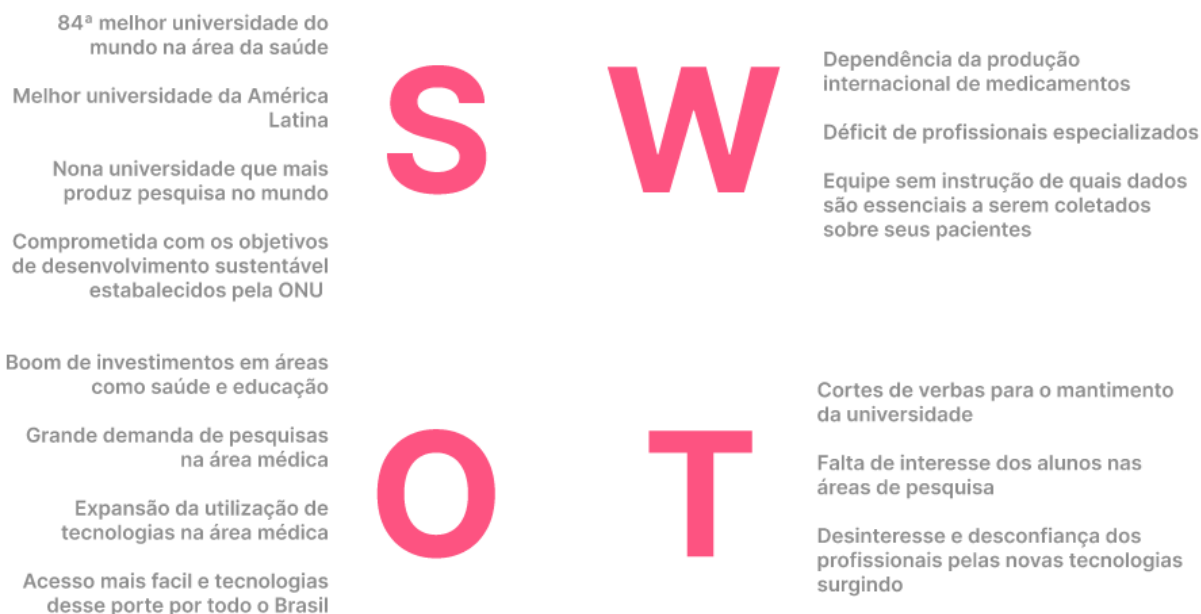 84ª melhor universidade do
mundo na área da saúde
Melhor universidade da América
Latina
Nona universidade que mais
produz pesquisa no mundo
Comprometida com os objetivos
de desenvolvimento sustentável
estabalecidos pela ONU
S
W
Dependência da produção
internacional de medicamentos
Déficit de profissionais especializados
Equipe sem instrução de quais dados
são essenciais a serem coletados
sobre seus pacientes
Boom de investimentos em áreas
como saúde e educação
Grande demanda de pesquisas
na área médica
Expansão da utilização de
tecnologias na área médica
Acesso mais facil e tecnologias
desse porte por todo o Brasil
O
T
Cortes de verbas para o mantimento
da universidade
Falta de interesse dos alunos nas
áreas de pesquisa
Desinteresse e desconfiança dos
profissionais pelas novas tecnologias
surgindo